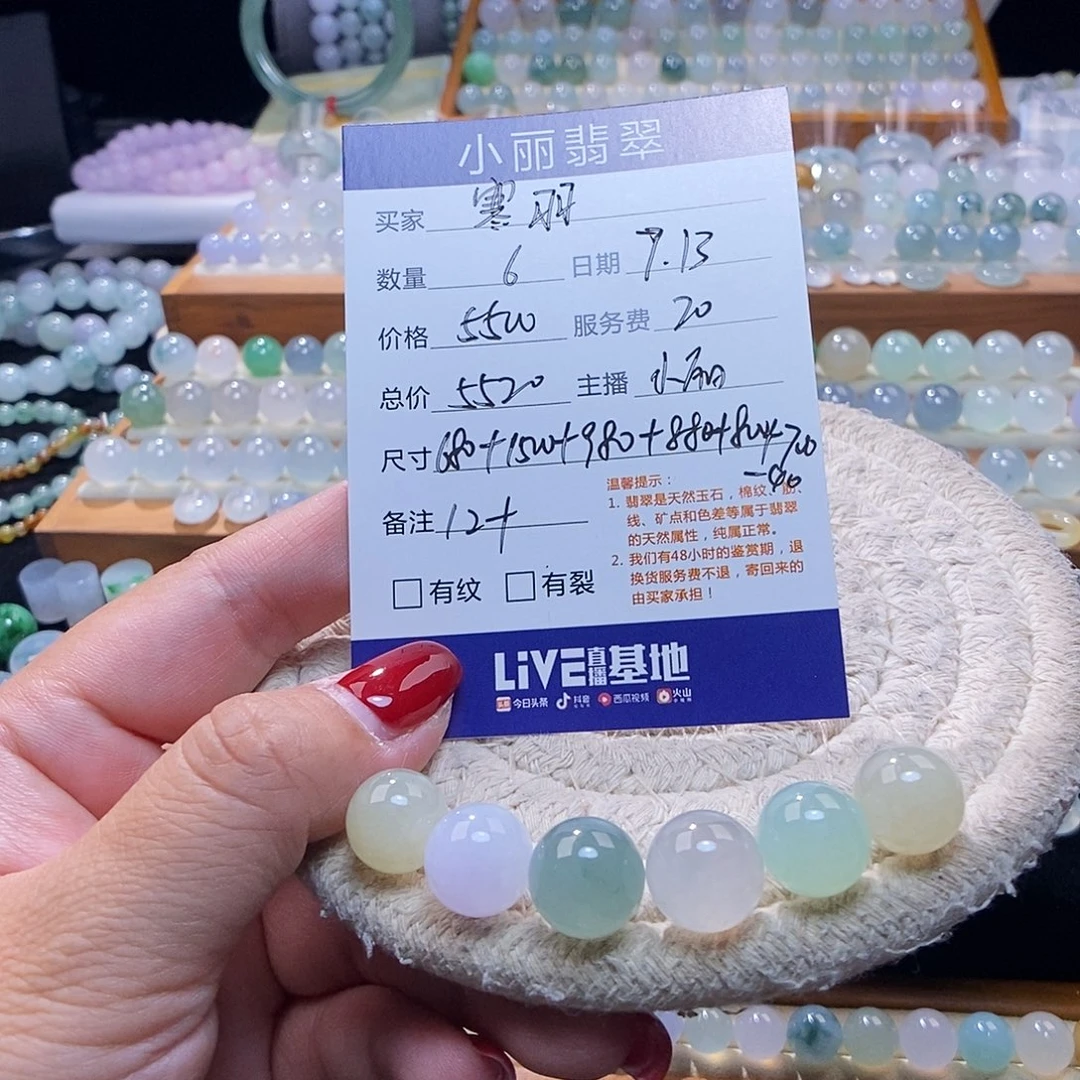 小丽翡翠
买家 寒丽
数量 6 日期 7.13
价格 5500 服务费 20
总价 5520 主播 小丽
尺寸 680+1500+980+880+800+700
-40
备注 12+
温馨提示：
1. 翡翠是天然玉石，棉纹、筋、
线、矿点和色差等属于翡翠
的天然属性，纯属正常。
2. 我们有48小时的鉴赏期，退
换货服务费不退，寄回来的
由买家承担！
有纹 有裂
LiVE直播基地
头条 今日头条 抖音 西瓜视频 火山